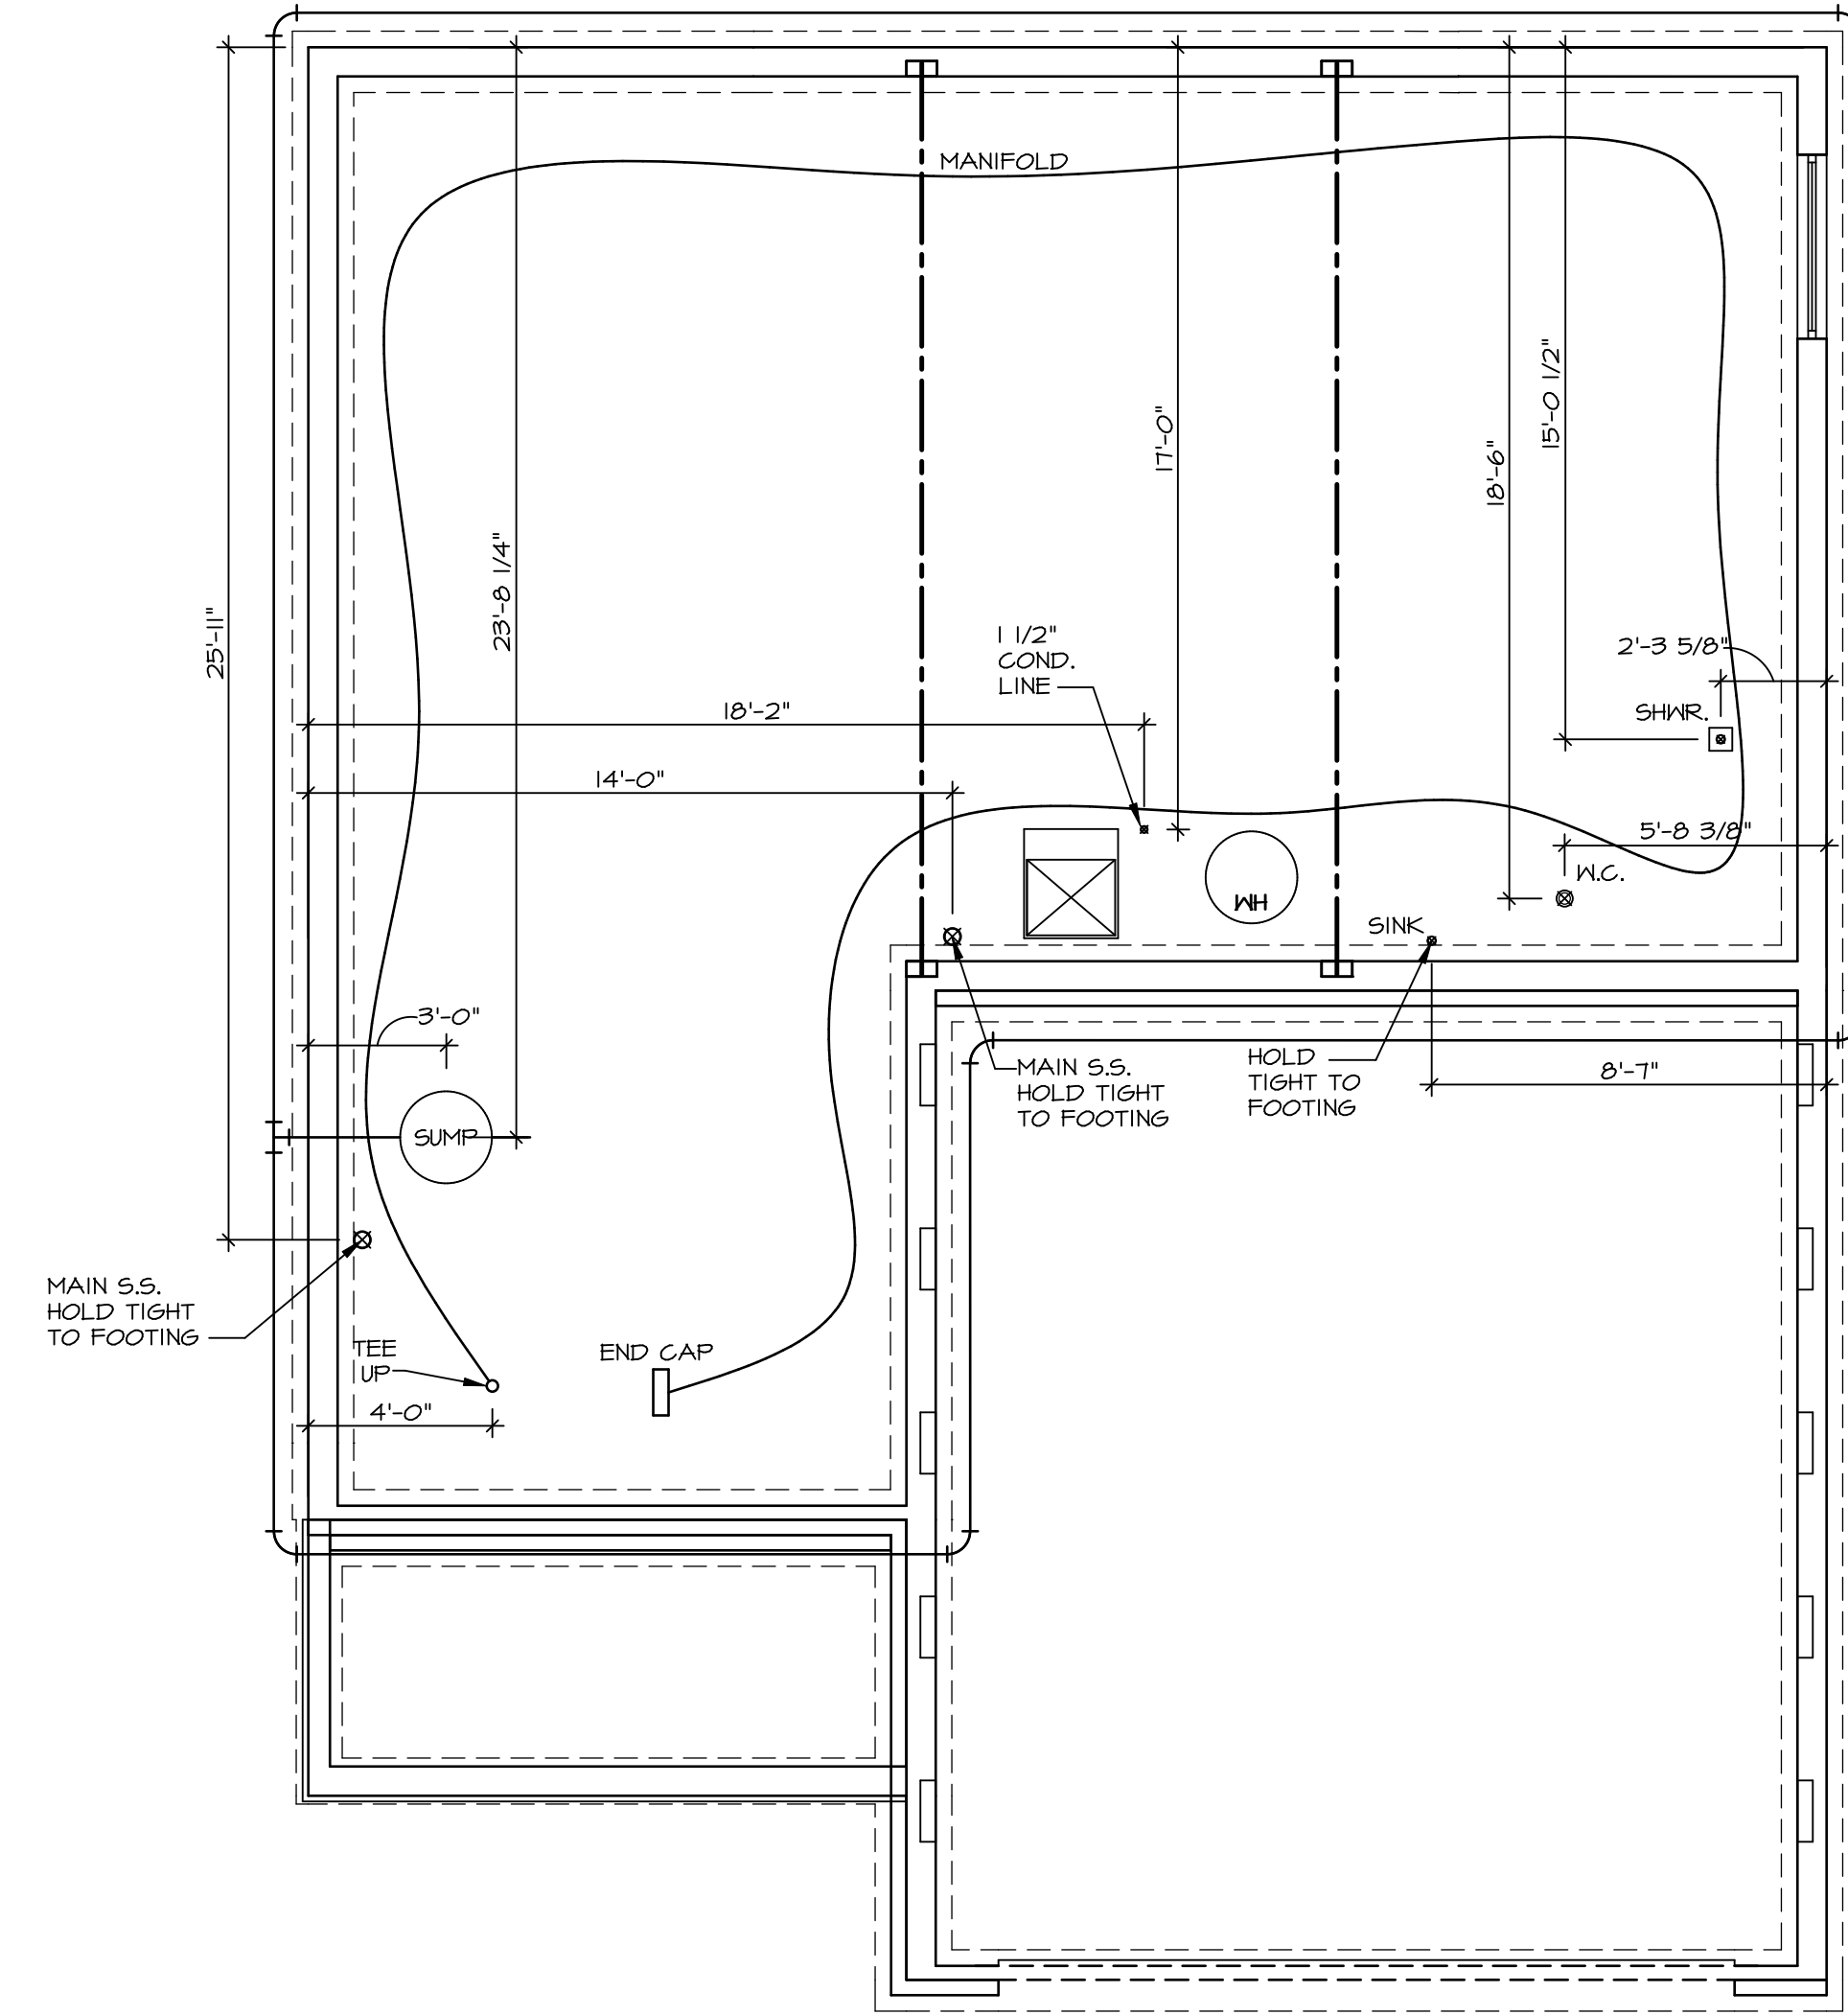 MANIFOLD
15'-0 1/2"
17'-0"
18'-6"
23'-8 1/4"
25'-11"
1 1/2"
COND.
LINE
2'-3 5/8"
18'-2"
SHWR.
14'-0"
5'-8 3/8"
W.C.
WH
SINK
3'-0"
MAIN S.S.
HOLD TIGHT
TO FOOTING
HOLD
TIGHT TO
FOOTING
8'-7"
SUMP
MAIN S.S.
HOLD TIGHT
TO FOOTING
TEE
UP
END CAP
4'-0"